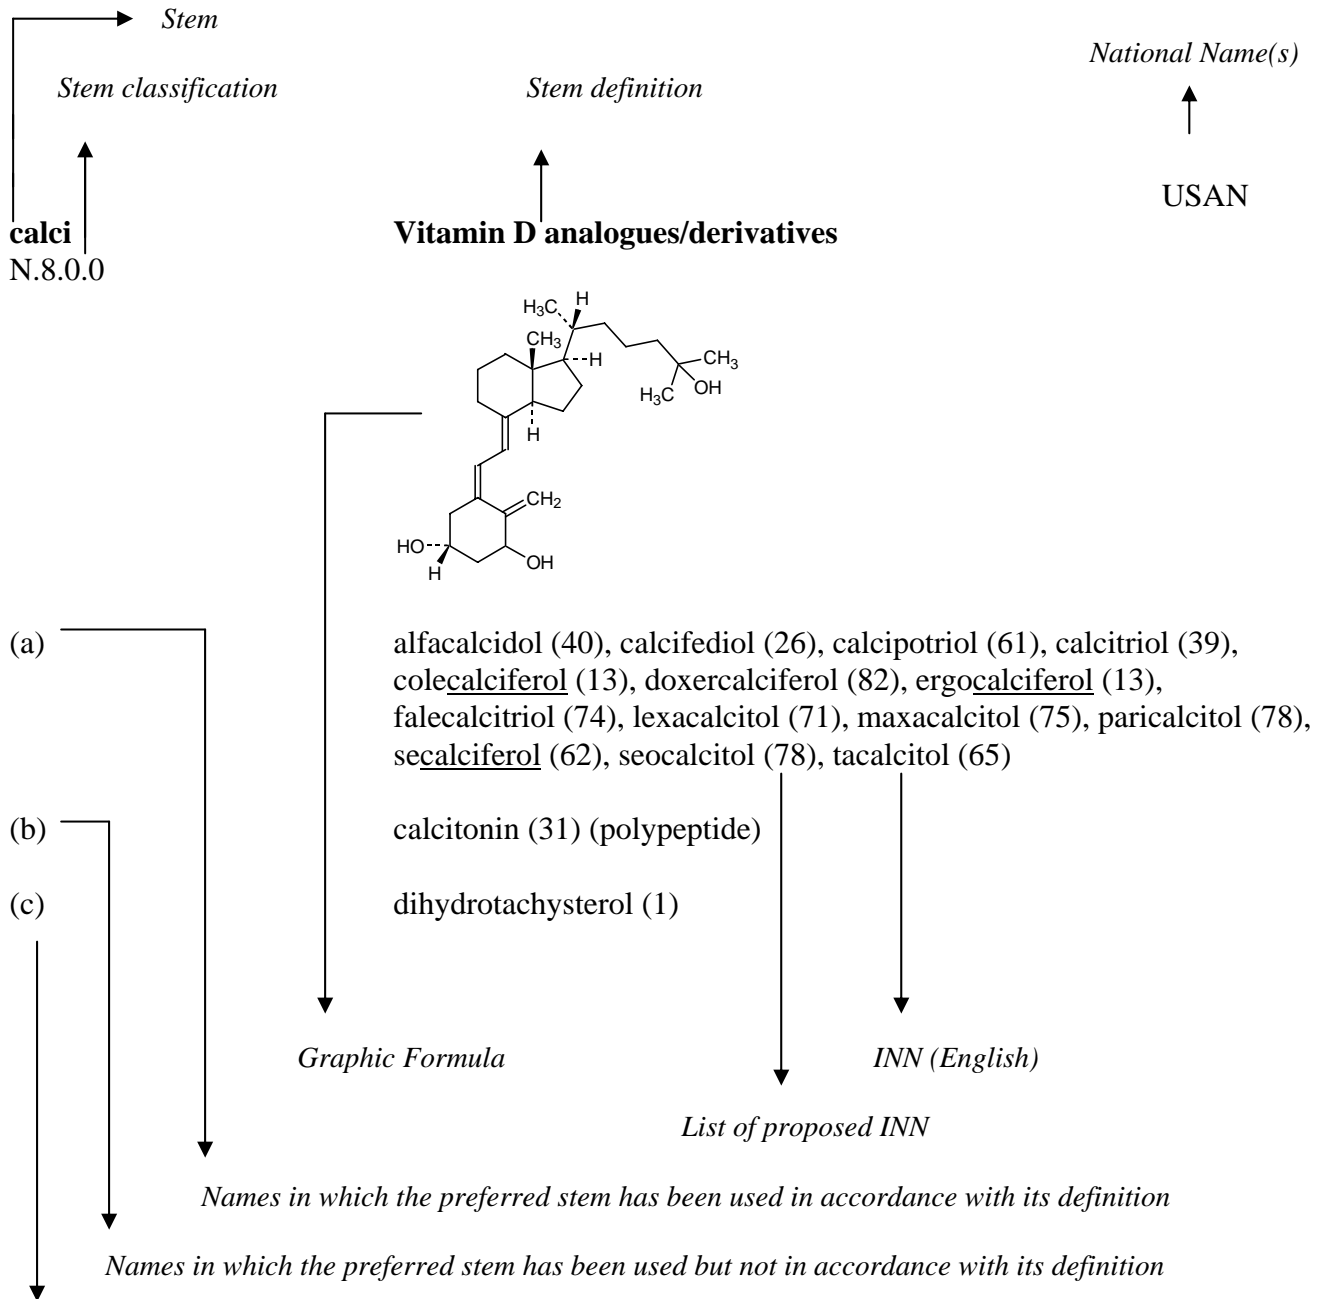 Stem
National Name(s)
Stem classification
Stem definition
USAN
calci
Vitamin D analogues/derivatives
N.8.0.0
H3C
H
CH3
H
CH3
H3C
OH
H
CH2
HO
OH
H
(a)
alfacalcidol (40), calcifediol (26), calcipotriol (61), calcitriol (39),
colecalciferol (13), doxercalciferol (82), ergocalciferol (13),
falecalcitriol (74), lexacalcitol (71), maxacalcitol (75), paricalcitol (78),
secalciferol (62), seocalcitol (78), tacalcitol (65)
(b)
calcitonin (31) (polypeptide)
(c)
dihydrotachysterol (1)
Graphic Formula
INN (English)
List of proposed INN
Names in which the preferred stem has been used in accordance with its definition
Names in which the preferred stem has been used but not in accordance with its definition